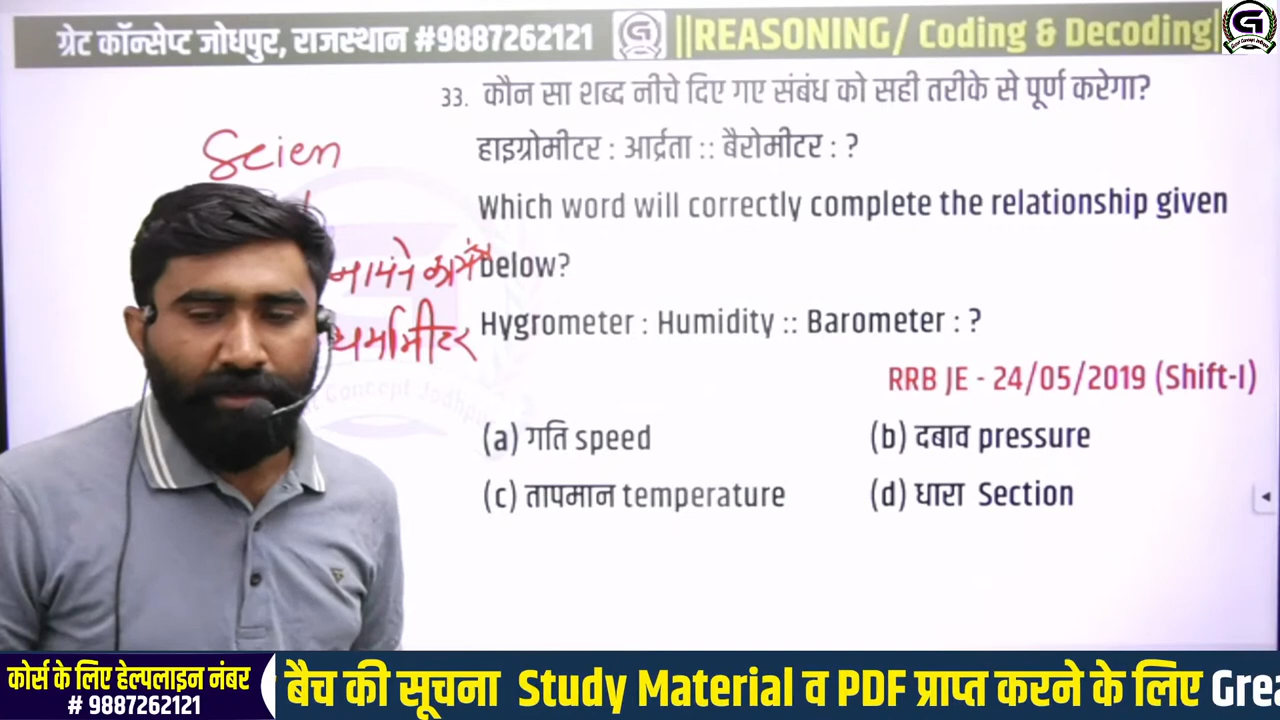 ग्रेट कॉन्सेप्ट जोधपुर, राजस्थान #9887262121
||REASONING/ Coding & Decoding||
33. कौन सा शब्द नीचे दिए गए संबंध को सही तरीके से पूर्ण करेगा?
Scien
हाइग्रोमीटर : आर्द्रता :: बैरोमीटर : ?
Which word will correctly complete the relationship given
below?
थर्मामीटर
Hygrometer : Humidity :: Barometer : ?
RRB JE - 24/05/2019 (Shift-I)
(a) गति speed (b) दबाव pressure
(c) तापमान temperature (d) धारा Section
कोर्स के लिए हेल्पलाइन नंबर
# 9887262121
बैच की सूचना Study Material व PDF प्राप्त करने के लिए Grea